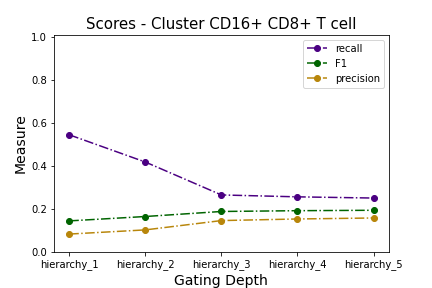 Scores - Cluster CD16+ CD8+ T cell
1.0
0.8
0.6
0.4
0.2
0.0
Measure
recall
F1
precision
hierarchy_1 hierarchy_2 hierarchy_3 hierarchy_4 hierarchy_5
Gating Depth